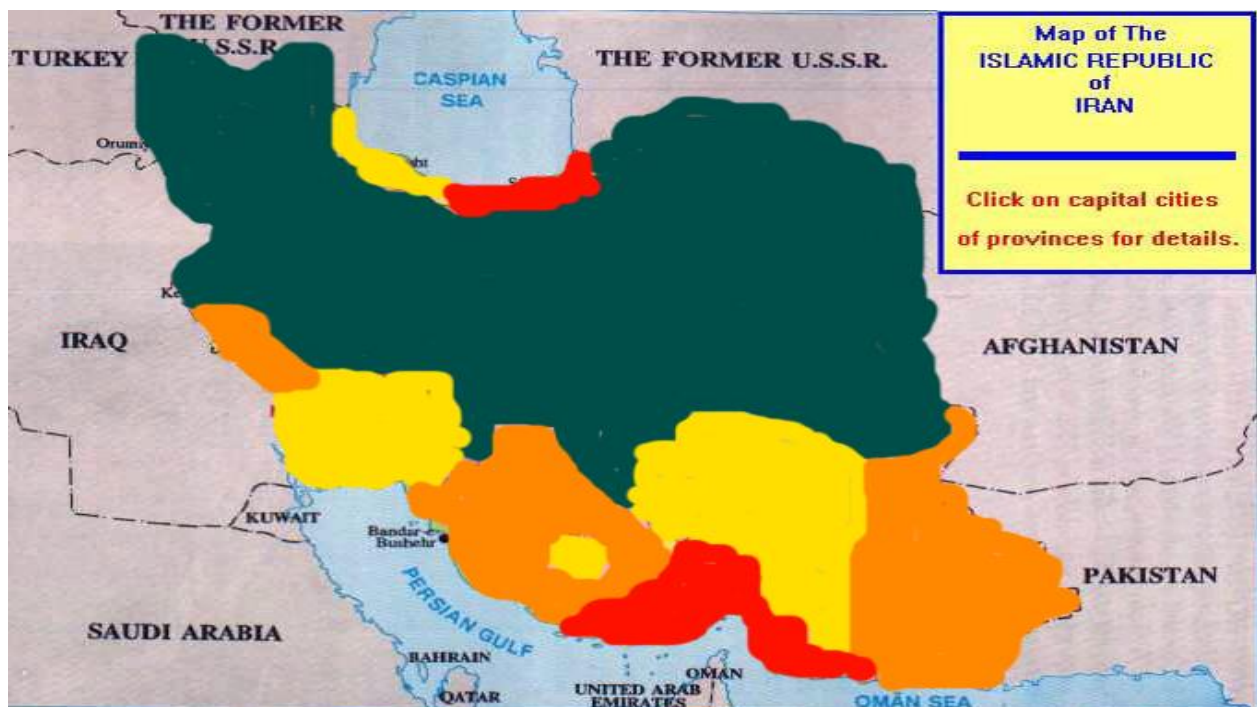 THE FORMER
U.S.S.R.
TURKEY
CASPIAN
SEA
THE FORMER U.S.S.R.
Map of The
ISLAMIC REPUBLIC
of
IRAN
Click on capital cities
of provinces for details.
IRAQ
AFGHANISTAN
KUWAIT
Bandar-e-
Bushehr
PERSIAN GULF
PAKISTAN
SAUDI ARABIA
BAHRAIN
QATAR
OMAN
UNITED ARAB
EMIRATES
OMĀN SEA